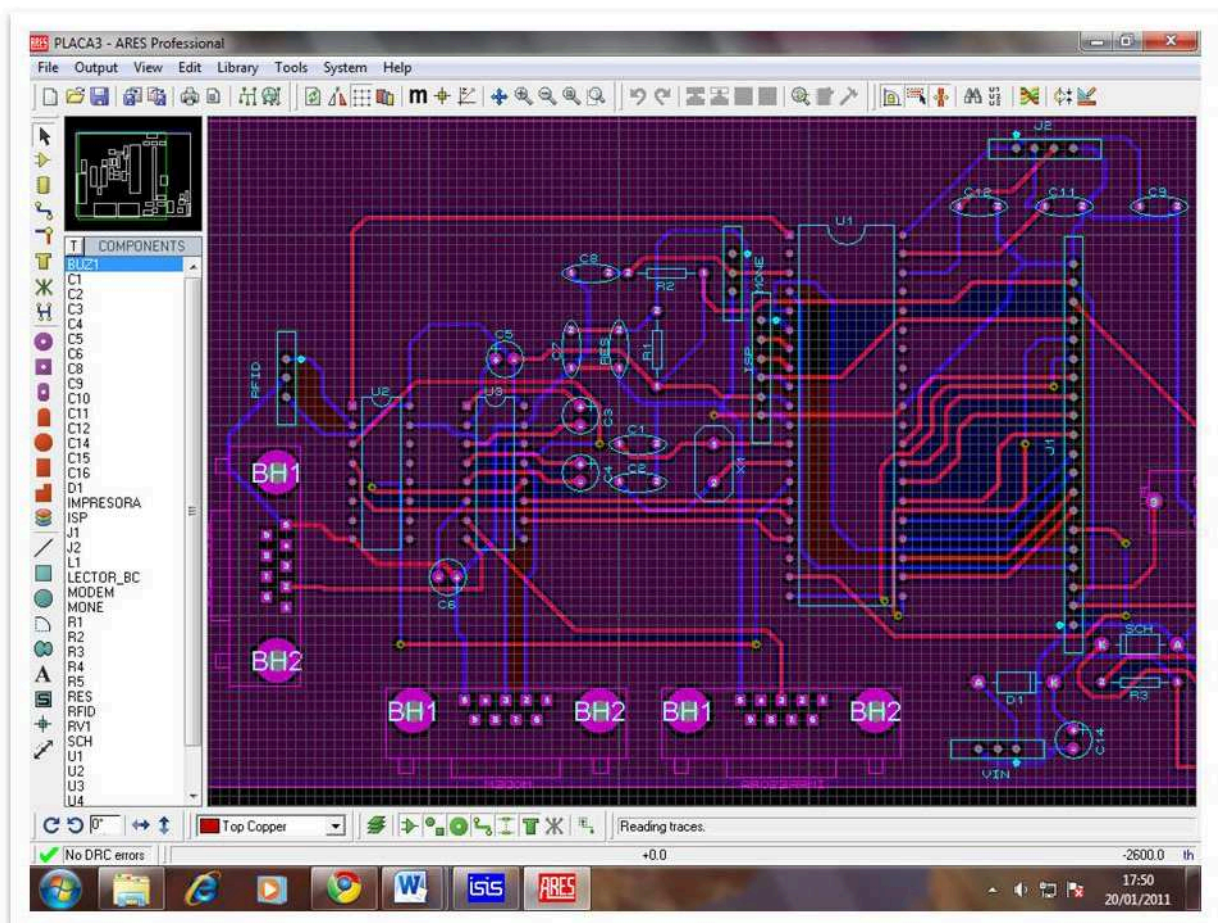 ARES PLACA3 - ARES Professional
File Output View Edit Library Tools System Help
T COMPONENTS
BUZ1
C1
C2
C3
C4
C5
C6
C8
C9
C10
C11
C12
C14
C15
C16
D1
IMPRESORA
ISP
J1
J2
L1
LECTOR_BC
MODEM
MONE
R1
R2
R3
R4
R5
RES
RFID
RV1
SCH
U1
U2
U3
U4
J2
C12 C11 C9
U1
C8
R2
MONE
C5
C7
RES
R1
ISP
RFID
U2
C3
C1
C4
C2
X1
J1
BH1
BH2
C6
BH1 BH2
BH1 BH2
SCH
D1
R3
C14
VIN
K A
A K
0°
Top Copper
Reading traces.
No DRC errors
+0.0
-2600.0 th
W
isis
ARES
17:50
20/01/2011